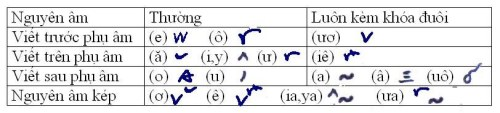 Nguyên âm Thường Luôn kèm khóa đuôi
Viết trước phụ âm (e) (ô) (ươ)
Viết trên phụ âm (ă) (i,y) (ư) (iê)
Viết sau phụ âm (o) (u) (a) (â) (uô)
Nguyên âm kép (ơ) (ê) (ia,ya) (ưa)